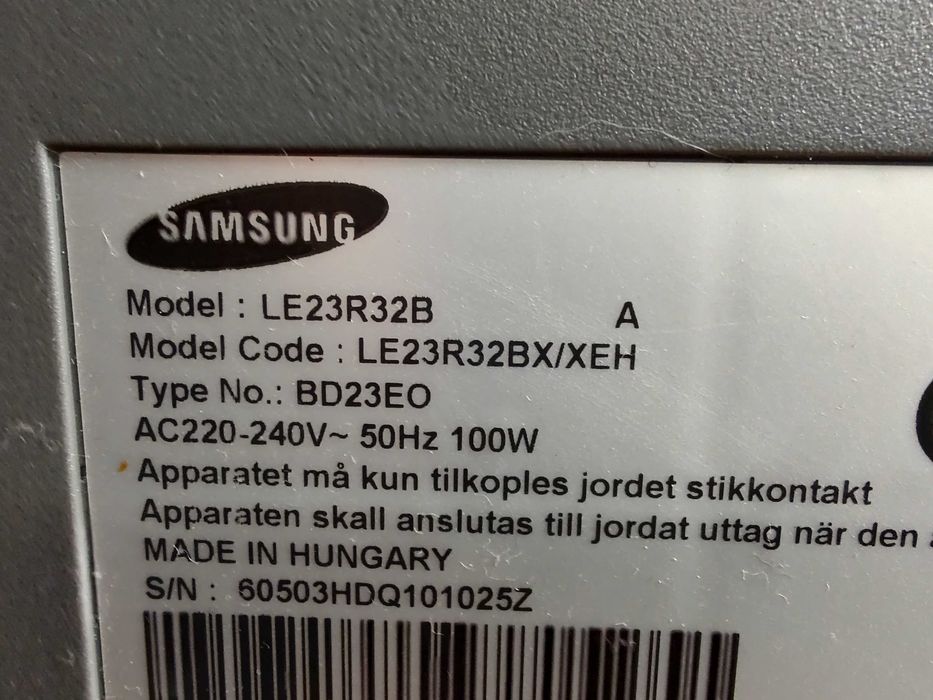 SAMSUNG
Model : LE23R32B A
Model Code : LE23R32BX/XEH
Type No.: BD23EO
AC220-240V~ 50Hz 100W
Apparatet må kun tilkoples jordet stikkontakt
Apparaten skall anslutas till jordat uttag när den
MADE IN HUNGARY
S/N : 60503HDQ101025Z